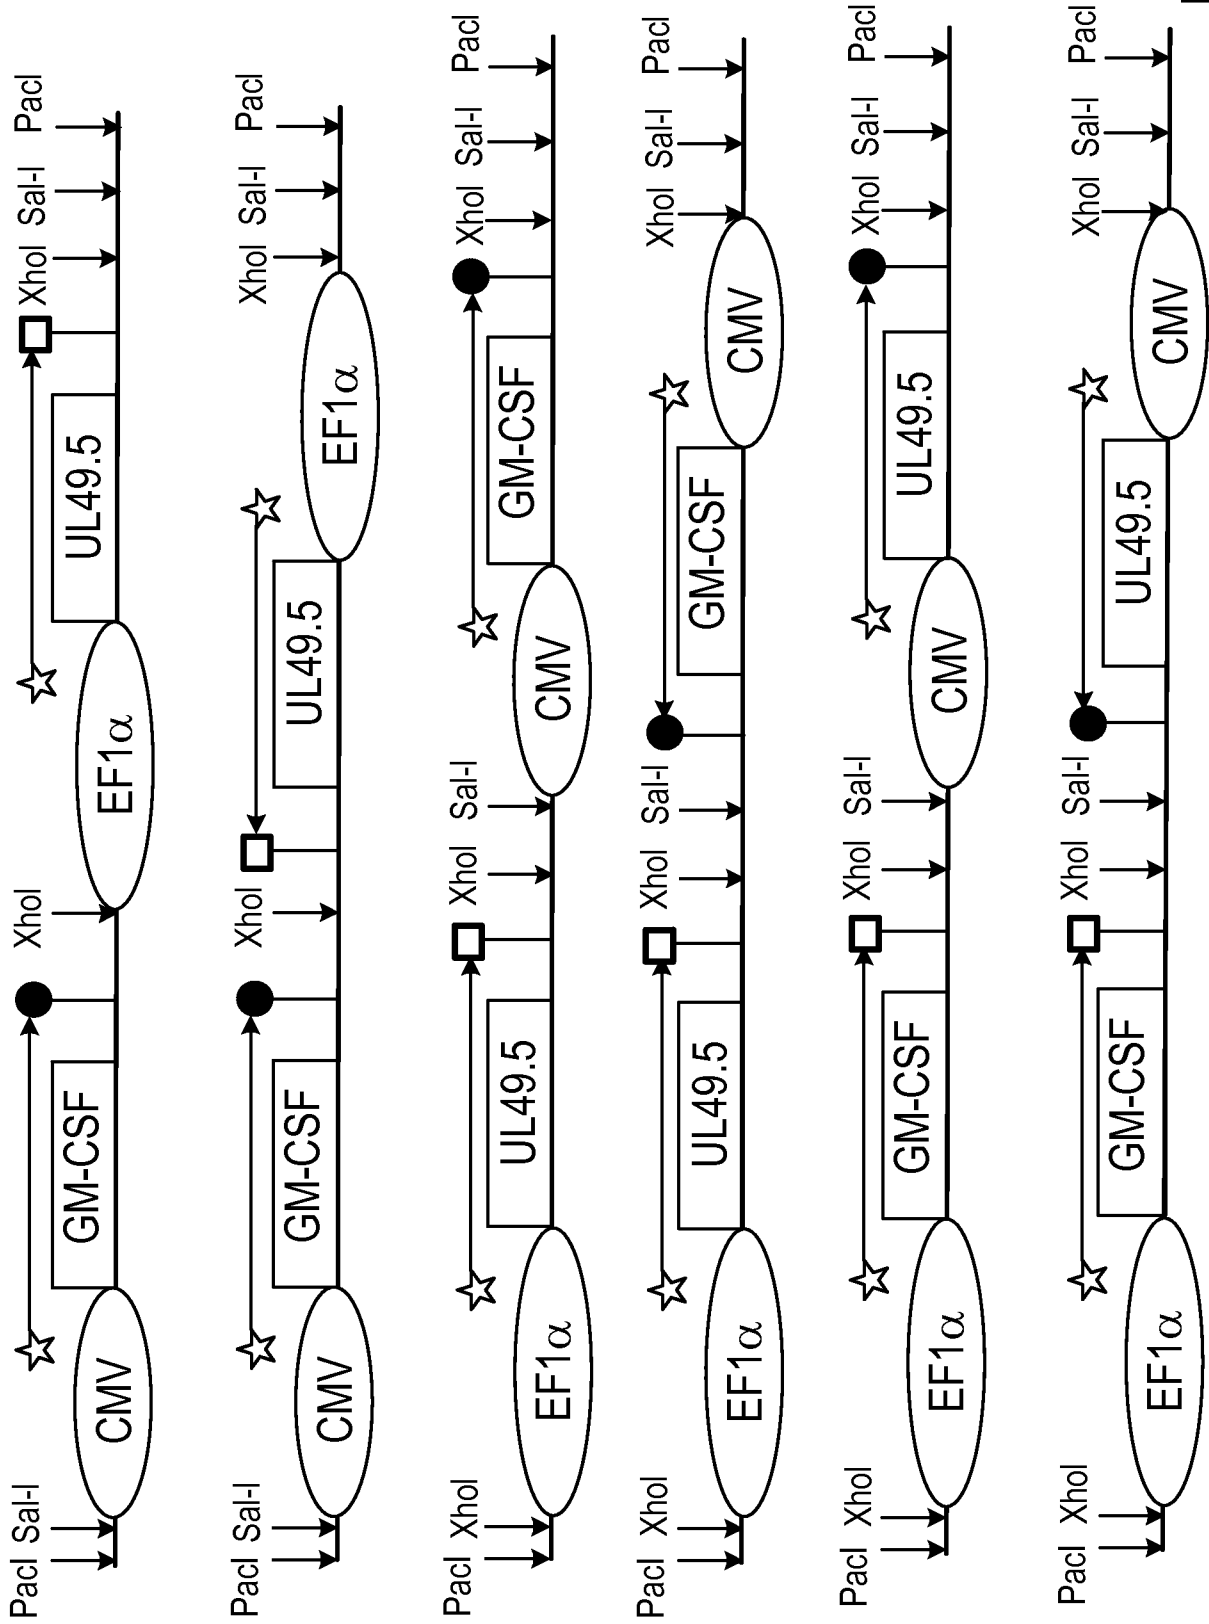 PacI Sal-I XhoI XhoI Sal-I PacI
GM-CSF UL49.5
CMV EF1α
PacI Sal-I XhoI XhoI Sal-I PacI
GM-CSF UL49.5
CMV EF1α
PacI XhoI XhoI Sal-I XhoI Sal-I PacI
UL49.5 GM-CSF
EF1α CMV
PacI XhoI XhoI Sal-I XhoI Sal-I PacI
UL49.5 GM-CSF
EF1α CMV
PacI XhoI XhoI Sal-I XhoI Sal-I PacI
GM-CSF UL49.5
EF1α CMV
PacI XhoI XhoI Sal-I XhoI Sal-I PacI
GM-CSF UL49.5
EF1α CMV